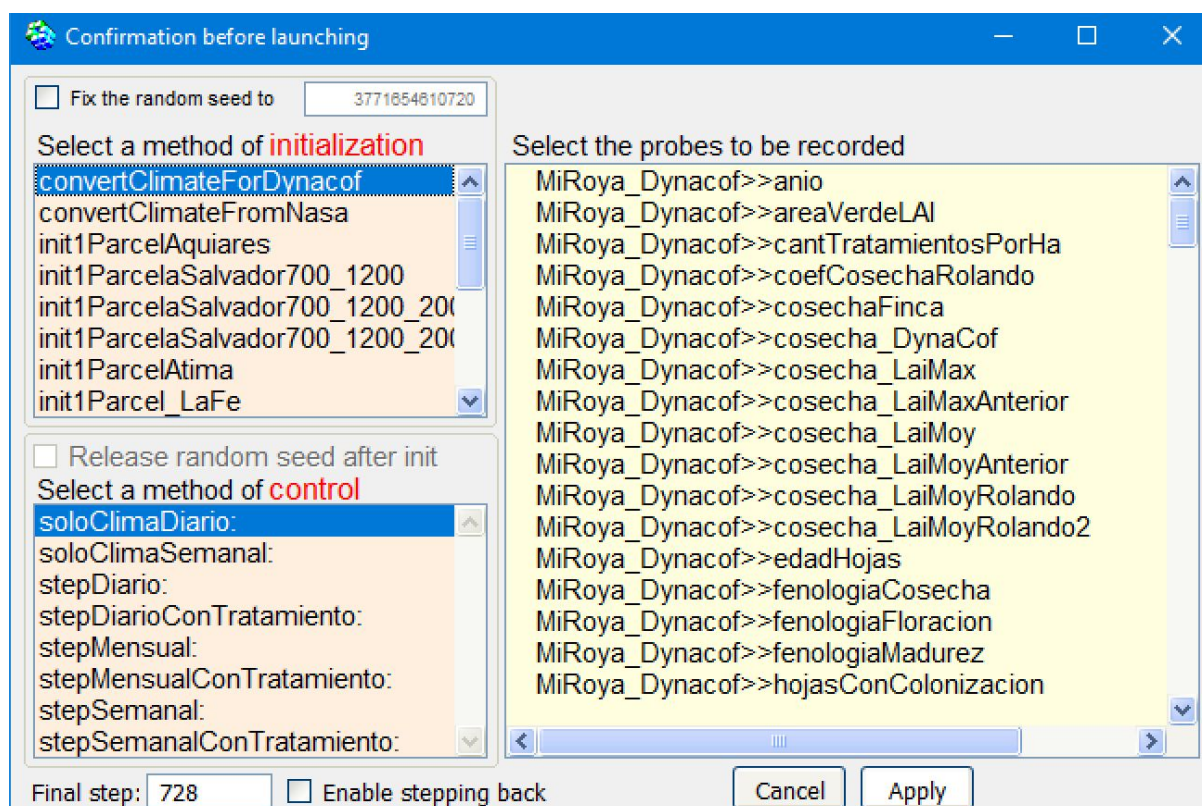 Confirmation before launching
Fix the random seed to 3771654610720
Select a method of initialization
convertClimateForDynacof
convertClimateFromNasa
init1ParcelAquiares
init1ParcelaSalvador700_1200
init1ParcelaSalvador700_1200_200
init1ParcelaSalvador700_1200_200
init1ParcelAtima
init1Parcel_LaFe
Release random seed after init
Select a method of control
soloClimaDiario:
soloClimaSemanal:
stepDiario:
stepDiarioConTratamiento:
stepMensual:
stepMensualConTratamiento:
stepSemanal:
stepSemanalConTratamiento:
Select the probes to be recorded
MiRoya_Dynacof>>anio
MiRoya_Dynacof>>areaVerdeLAI
MiRoya_Dynacof>>cantTratamientosPorHa
MiRoya_Dynacof>>coefCosechaRolando
MiRoya_Dynacof>>cosechaFinca
MiRoya_Dynacof>>cosecha_DynaCof
MiRoya_Dynacof>>cosecha_LaiMax
MiRoya_Dynacof>>cosecha_LaiMaxAnterior
MiRoya_Dynacof>>cosecha_LaiMoy
MiRoya_Dynacof>>cosecha_LaiMoyAnterior
MiRoya_Dynacof>>cosecha_LaiMoyRolando
MiRoya_Dynacof>>cosecha_LaiMoyRolando2
MiRoya_Dynacof>>edadHojas
MiRoya_Dynacof>>fenologiaCosecha
MiRoya_Dynacof>>fenologiaFloracion
MiRoya_Dynacof>>fenologiaMadurez
MiRoya_Dynacof>>hojasConColonizacion
Final step: 728 Enable stepping back Cancel Apply